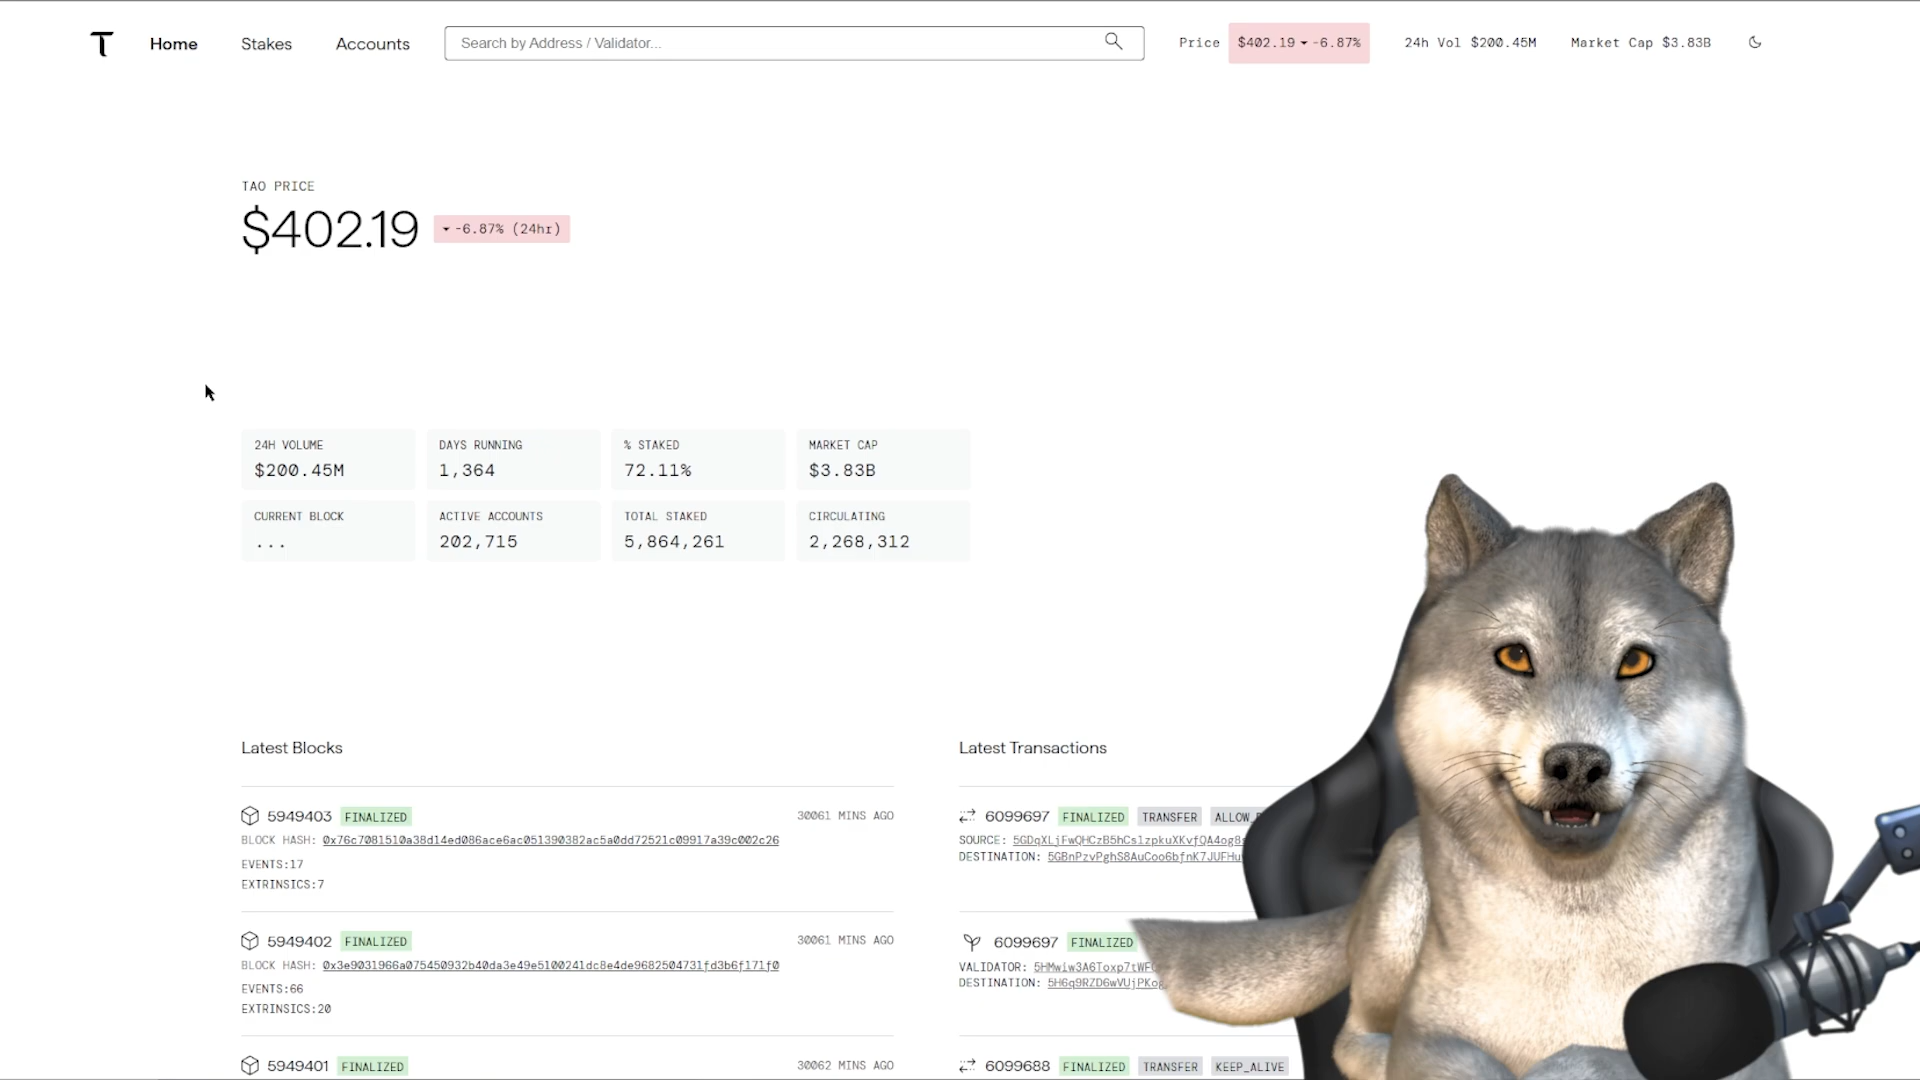 Home Stakes Accounts Search by Address / Validator... Price $402.19 -6.87% 24h Vol $200.45M Market Cap $3.83B
TAO PRICE
$402.19 -6.87% (24hr)
24H VOLUME
$200.45M
DAYS RUNNING
1,364
% STAKED
72.11%
MARKET CAP
$3.83B
CURRENT BLOCK
...
ACTIVE ACCOUNTS
202,715
TOTAL STAKED
5,864,261
CIRCULATING
2,268,312
Latest Blocks
5949403 FINALIZED 30061 MINS AGO
BLOCK HASH: 0x76c7081510a38d14ed086ace6ac051390382ac5a0dd72521c09917a39c002c26
EVENTS:17
EXTRINSICS:7
5949402 FINALIZED 30061 MINS AGO
BLOCK HASH: 0x3e9031966a075450932b40da3e49e5100241dc8e4de9682504731fd3b6f171f0
EVENTS:66
EXTRINSICS:20
5949401 FINALIZED 30062 MINS AGO
Latest Transactions
6099697 FINALIZED TRANSFER
SOURCE:
DESTINATION:
6099697 FINALIZED
VALIDATOR:
DESTINATION:
6099688 FINALIZED TRANSFER KEEP_ALIVE